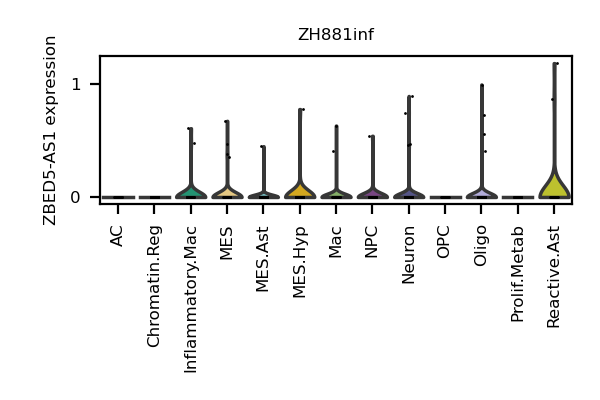 ZH881inf
ZBED5-AS1 expression
1
0
AC
Chromatin.Reg
Inflammatory.Mac
MES
MES.Ast
MES.Hyp
Mac
NPC
Neuron
OPC
Oligo
Prolif.Metab
Reactive.Ast